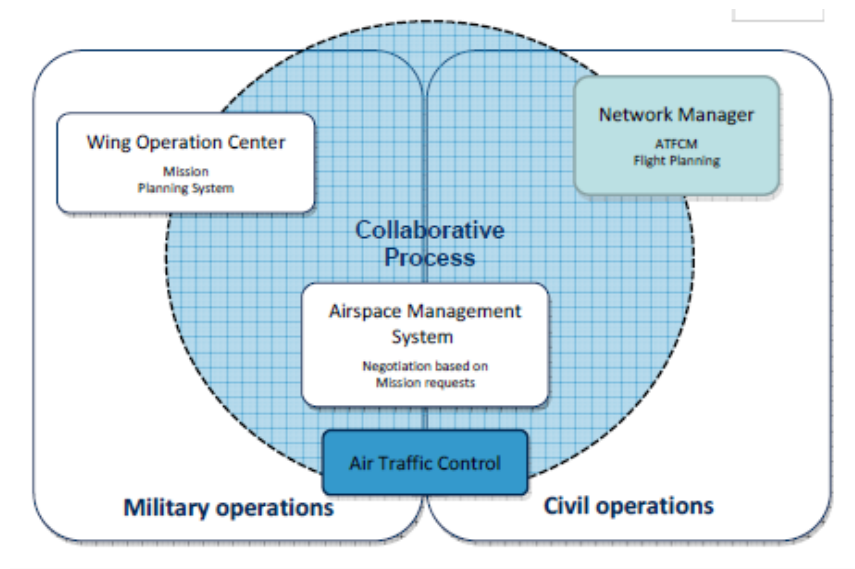 Wing Operation Center
Mission
Planning System
Network Manager
ATFCM
Flight Planning
Collaborative
Process
Airspace Management
System
Negotiation based on
Mission requests
Air Traffic Control
Military operations
Civil operations